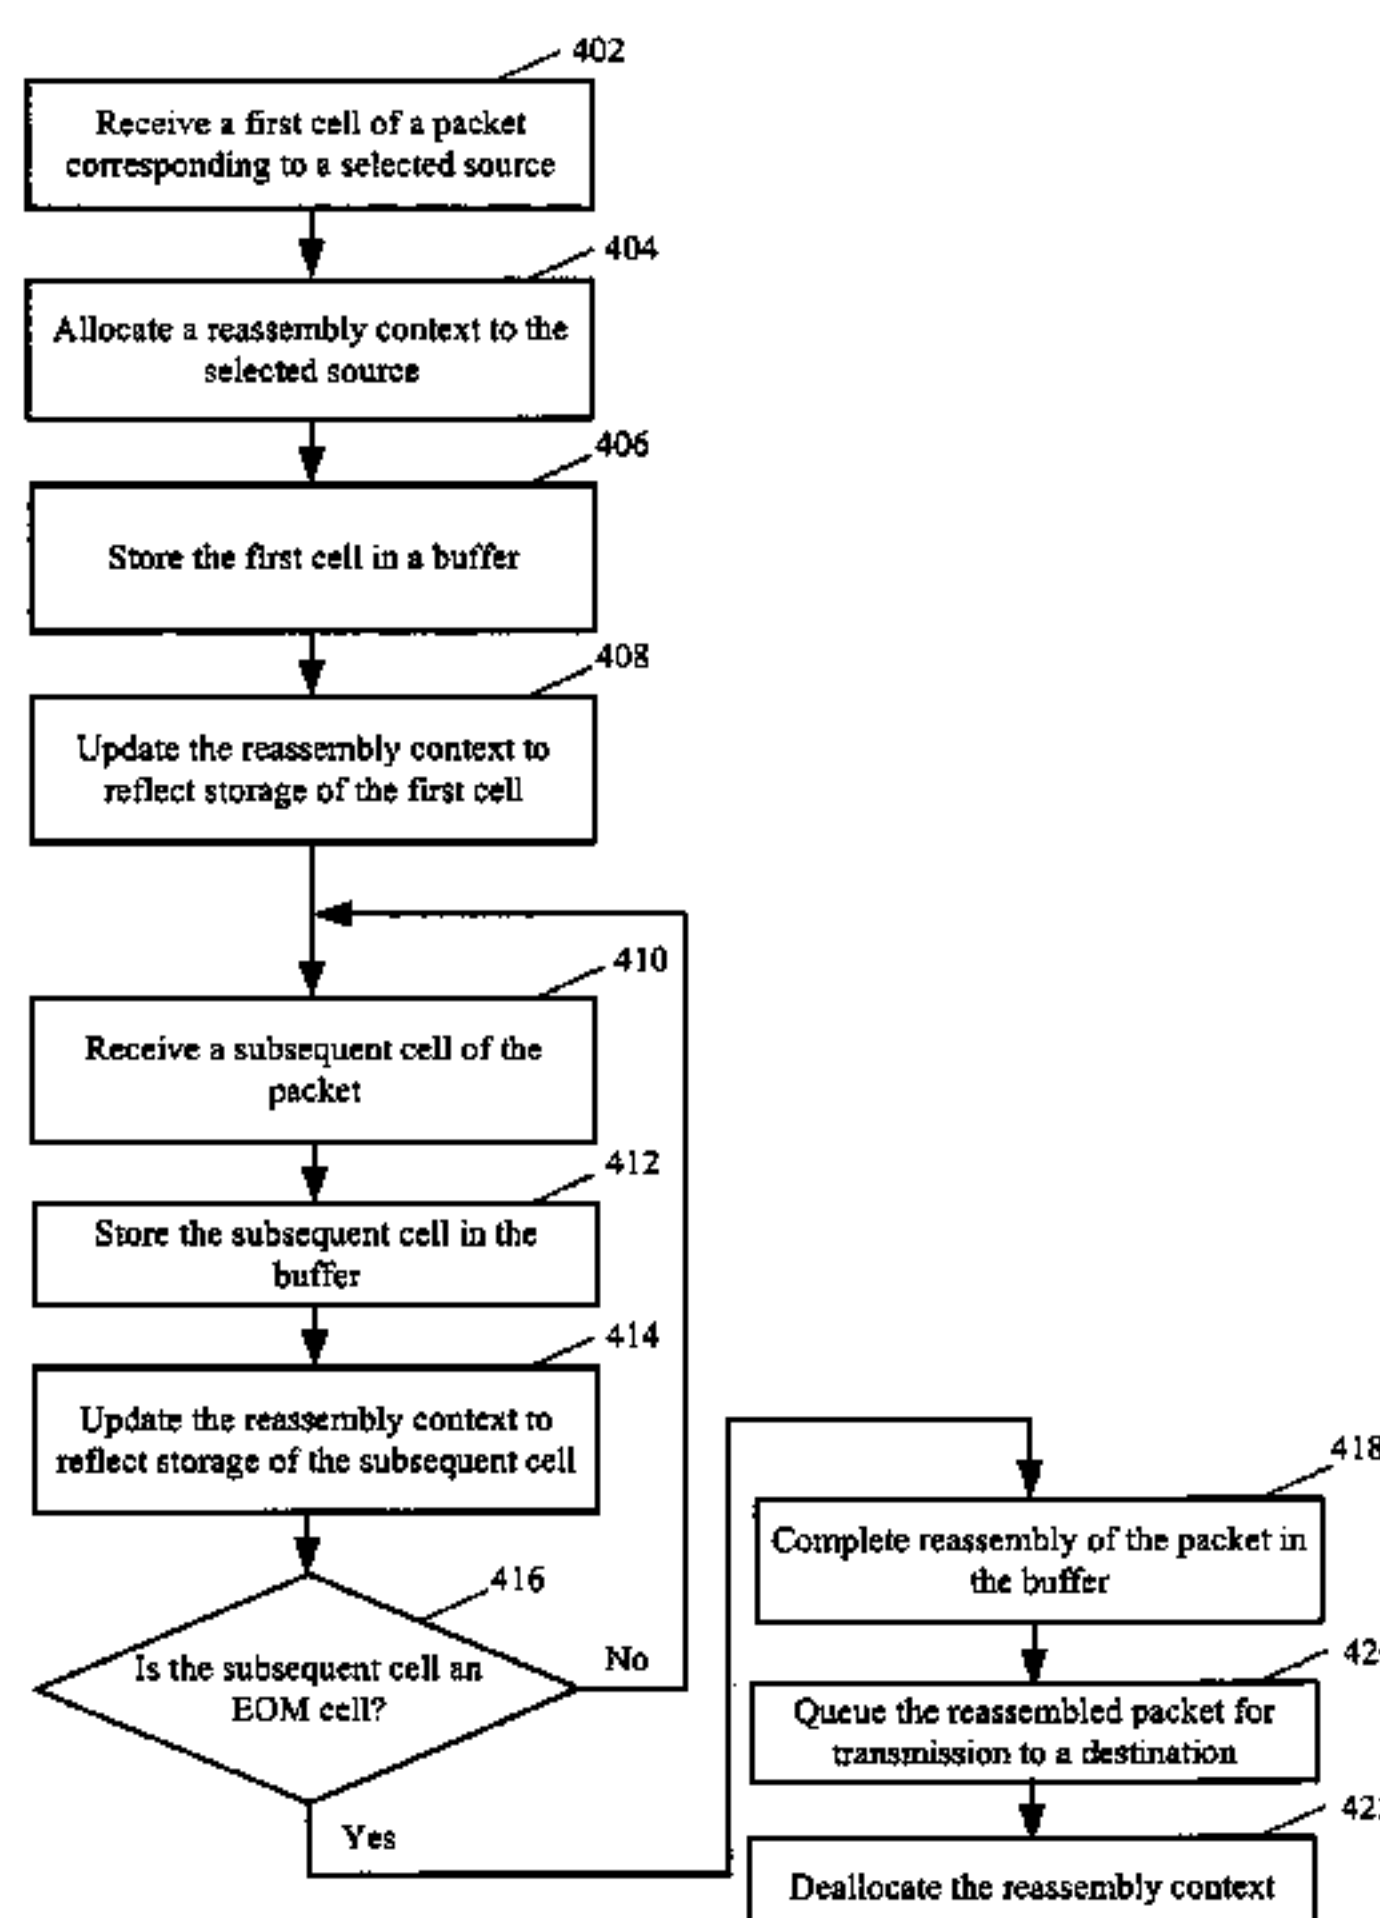 402
Receive a first cell of a packet
corresponding to a selected source
404
Allocate a reassembly context to the
selected source
406
Store the first cell in a buffer
408
Update the reassembly context to
reflect storage of the first cell
410
Receive a subsequent cell of the
packet
412
Store the subsequent cell in the
buffer
414
Update the reassembly context to
reflect storage of the subsequent cell
416
Is the subsequent cell an
EOM cell?
No
Yes
418
Complete reassembly of the packet in
the buffer
Queue the reassembled packet for
transmission to a destination
Deallocate the reassembly context